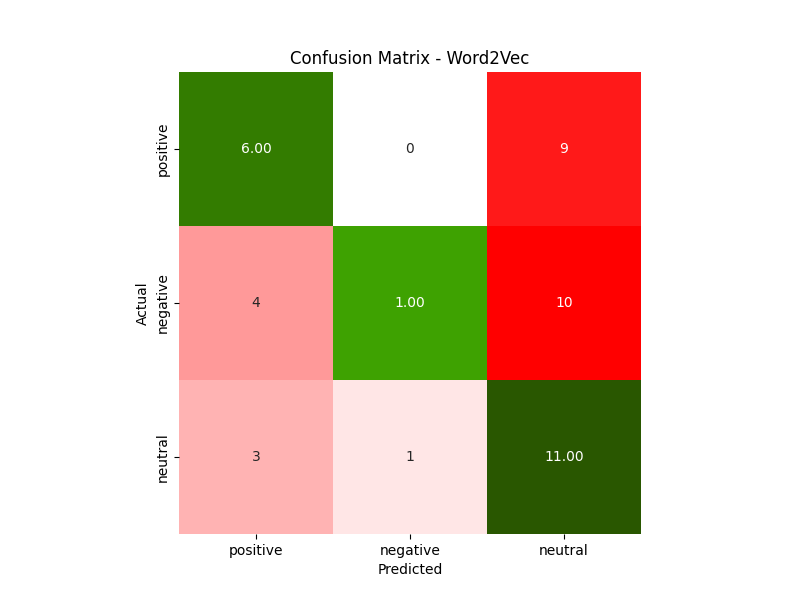 Confusion Matrix - Word2Vec
positive
6.00 0 9
Actual
negative
4 1.00 10
neutral
3 1 11.00
positive negative neutral
Predicted